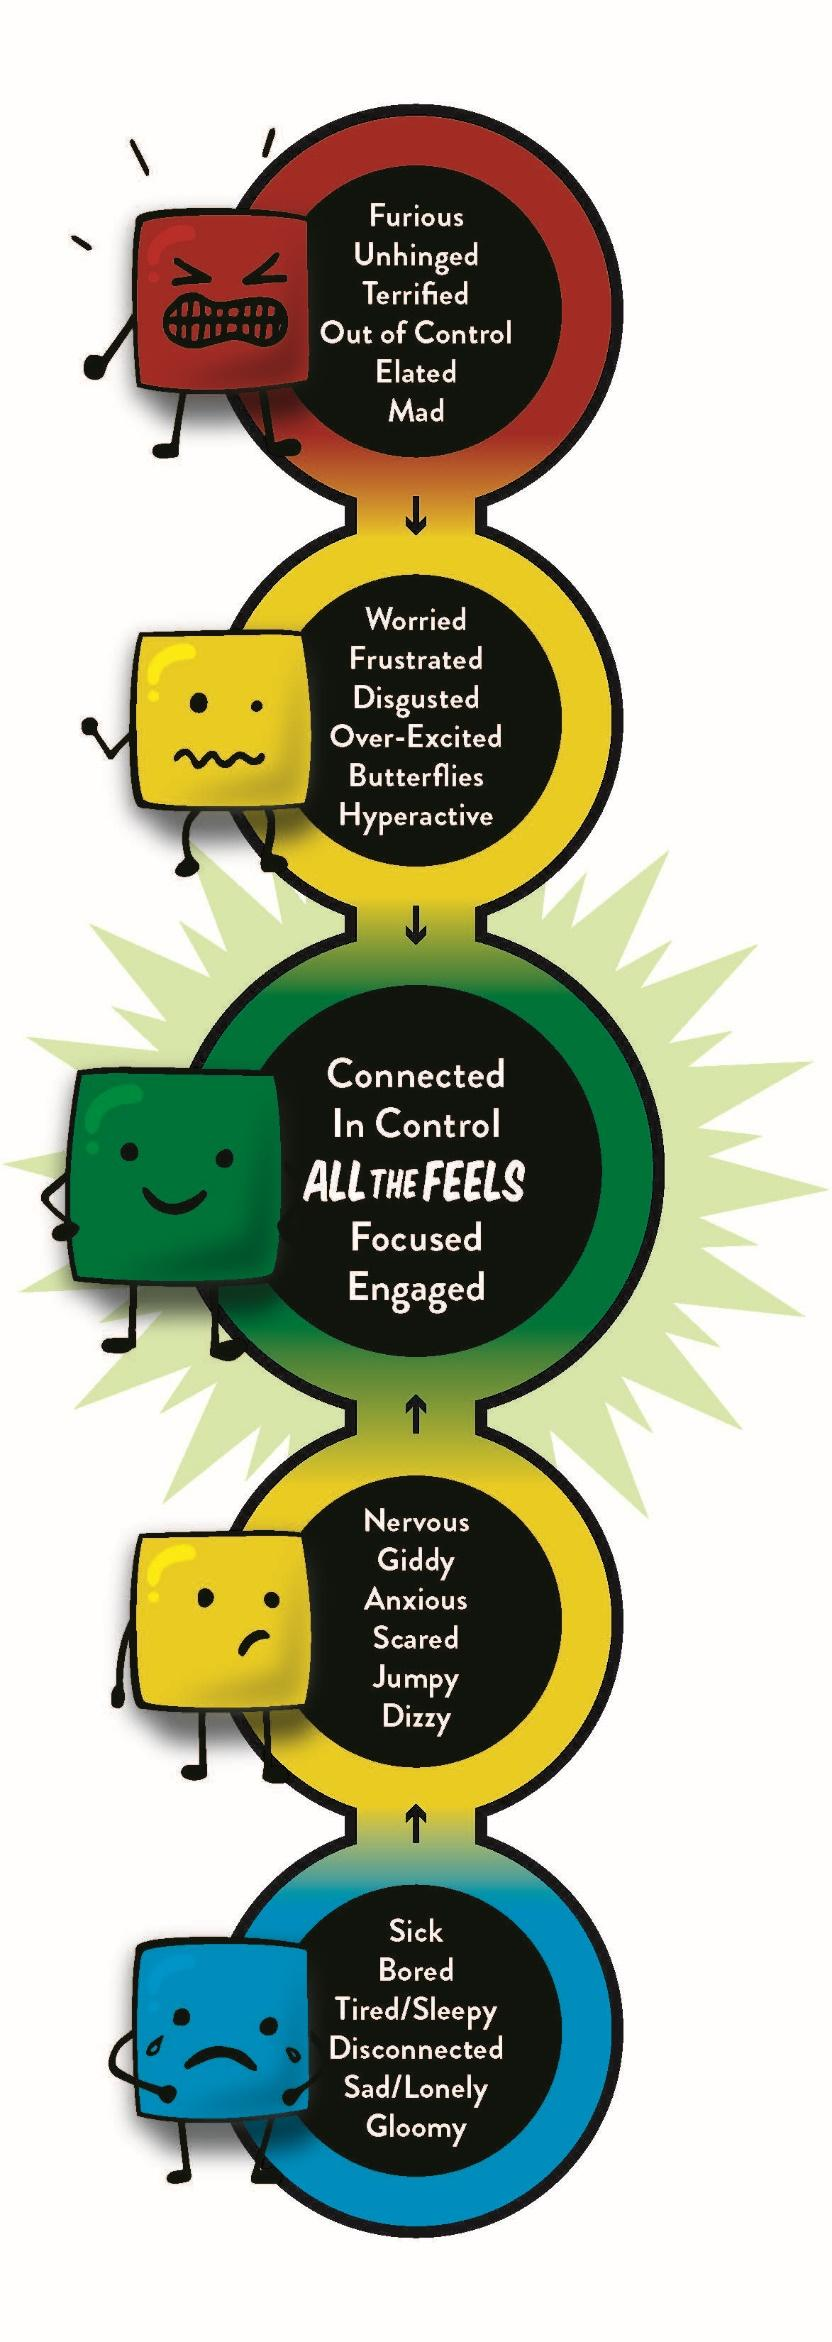 Furious
Unhinged
Terrified
Out of Control
Elated
Mad
Worried
Frustrated
Disgusted
Over-Excited
Butterflies
Hyperactive
Connected
In Control
ALL THE FEELS
Focused
Engaged
Nervous
Giddy
Anxious
Scared
Jumpy
Dizzy
Sick
Bored
Tired/Sleepy
Disconnected
Sad/Lonely
Gloomy